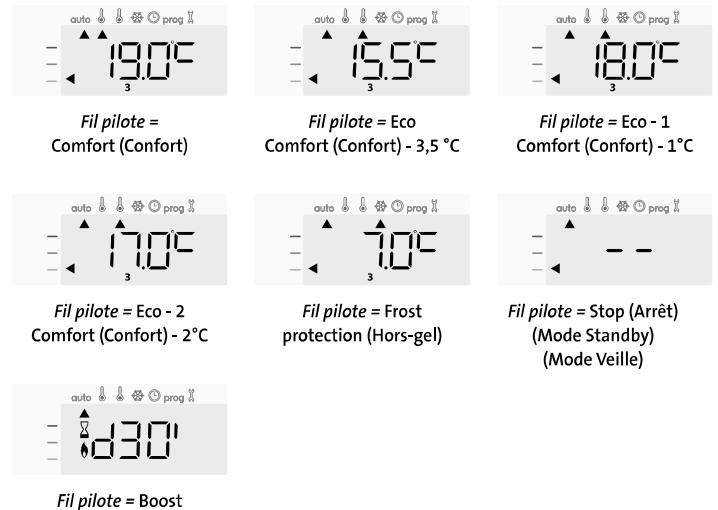 auto prog
19.0°C
3
Fil pilote =
Comfort (Confort)
auto prog
15.5°C
3
Fil pilote = Eco
Comfort (Confort) - 3,5 °C
auto prog
18.0°C
3
Fil pilote = Eco - 1
Comfort (Confort) - 1°C
auto prog
17.0°C
3
Fil pilote = Eco - 2
Comfort (Confort) - 2°C
auto prog
7.0°C
3
Fil pilote = Frost
protection (Hors-gel)
auto prog
- -
Fil pilote = Stop (Arrêt)
(Mode Standby)
(Mode Veille)
auto prog
d30'
Fil pilote = Boost